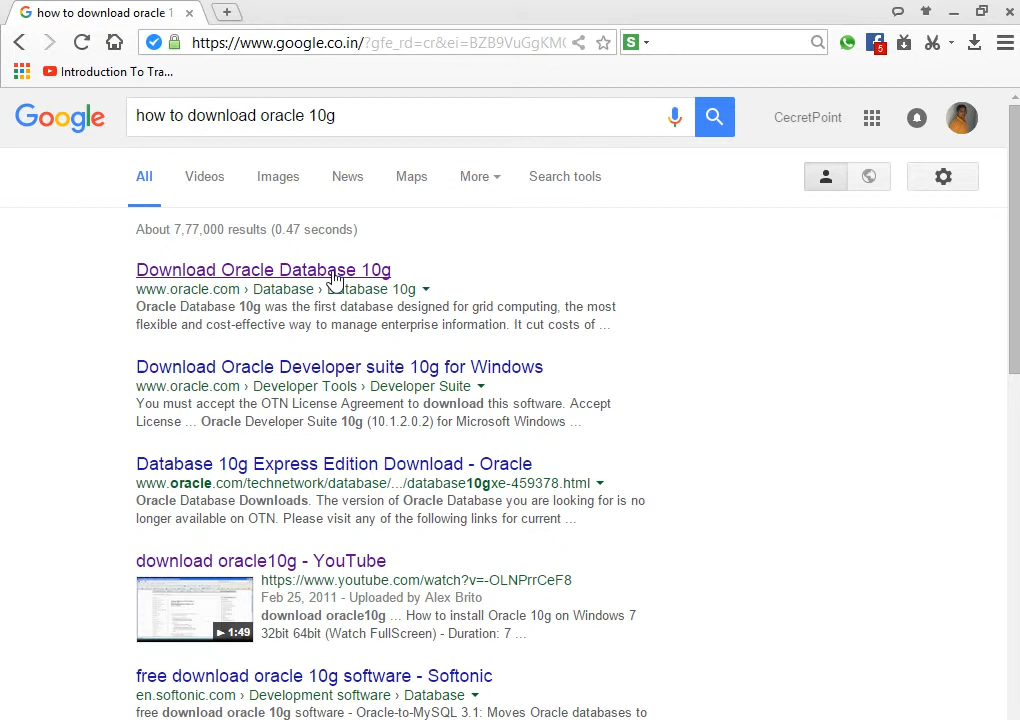 how to download oracle 1
https://www.google.co.in/?gfe_rd=cr&ei=BZB9VuGgKM
S
5
Introduction To Tra...
Google
how to download oracle 10g
CecretPoint
All Videos Images News Maps More Search tools
About 7,77,000 results (0.47 seconds)
Download Oracle Database 10g
www.oracle.com › Database › Database 10g
Oracle Database 10g was the first database designed for grid computing, the most
flexible and cost-effective way to manage enterprise information. It cut costs of ...
Download Oracle Developer suite 10g for Windows
www.oracle.com › Developer Tools › Developer Suite
You must accept the OTN License Agreement to download this software. Accept
License ... Oracle Developer Suite 10g (10.1.2.0.2) for Microsoft Windows ...
Database 10g Express Edition Download - Oracle
www.oracle.com/technetwork/database/.../database10gxe-459378.html
Oracle Database Downloads. The version of Oracle Database you are looking for is no
longer available on OTN. Please visit any of the following links for current ...
download oracle10g - YouTube
https://www.youtube.com/watch?v=-OLNPrrCeF8
Feb 25, 2011 - Uploaded by Alex Brito
download oracle10g ... How to install Oracle 10g on Windows 7
1:49
32bit 64bit (Watch FullScreen) - Duration: 7 ...
free download oracle 10g software - Softonic
en.softonic.com › Development software › Database
free download oracle 10g software - Oracle-to-MySQL 3.1: Moves Oracle databases to